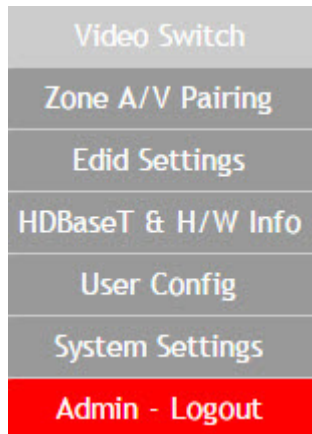 Video Switch
Zone A/V Pairing
Edid Settings
HDBaseT & H/W Info
User Config
System Settings
Admin - Logout